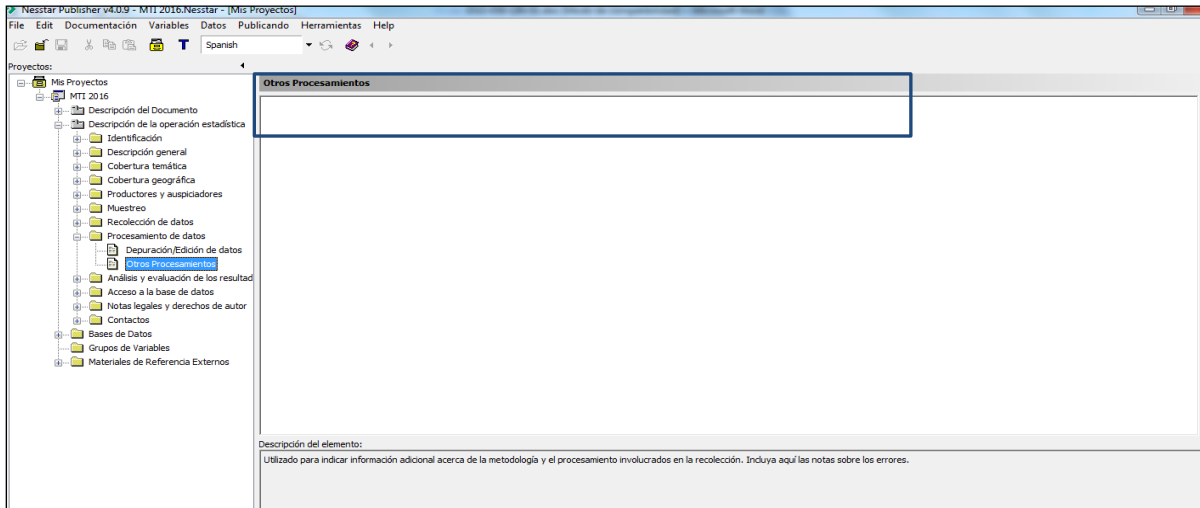 Nesstar Publisher v4.0.9 - MTI 2016.Nesstar - [Mis Proyectos]
File Edit Documentación Variables Datos Publicando Herramientas Help
T Spanish
Proyectos:
Mis Proyectos
MTI 2016
Descripción del Documento
Descripción de la operación estadística
Identificación
Descripción general
Cobertura temática
Cobertura geográfica
Productores y auspiciadores
Muestreo
Recolección de datos
Procesamiento de datos
Depuración/Edición de datos
Otros Procesamientos
Análisis y evaluación de los resultad
Acceso a la base de datos
Notas legales y derechos de autor
Contactos
Bases de Datos
Grupos de Variables
Materiales de Referencia Externos
Otros Procesamientos
Descripción del elemento:
Utilizado para indicar información adicional acerca de la metodología y el procesamiento involucrados en la recolección. Incluya aquí las notas sobre los errores.